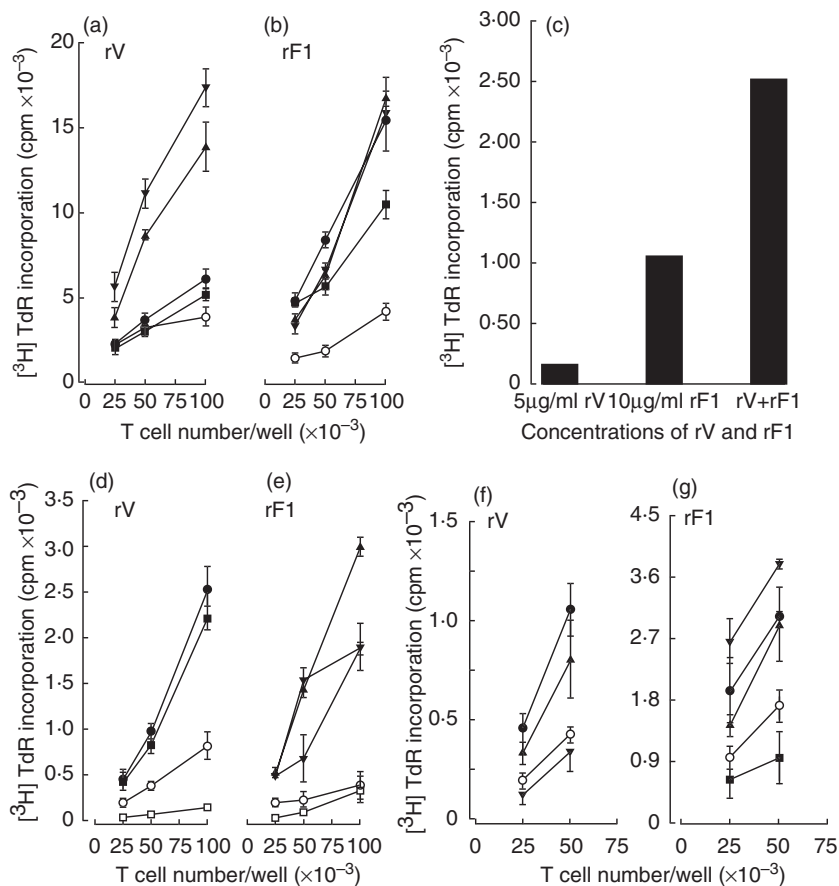 (a)
rV
[³H] TdR incorporation (cpm ×10⁻³)
20
15
10
5
0
0 25 50 75 100
(b)
rF1
0 25 50 75 100
T cell number/well (×10⁻³)
(c)
[³H] TdR incorporation (cpm ×10⁻³)
3·00
2·50
2·00
1·00
0·50
0
5µg/ml rV 10µg/ml rF1 rV+rF1
Concentrations of rV and rF1
(d)
rV
[³H] TdR incorporation (cpm ×10⁻³)
3·5
3·0
2·5
2·0
1·5
1·0
0·5
0
0 25 50 75 100
(e)
rF1
0 25 50 75 100
T cell number/well (×10⁻³)
(f)
rV
[³H] TdR incorporation (cpm ×10⁻³)
1·5
1·0
0·5
0
0 25 50 75
(g)
rF1
4·5
3·6
2·7
1·8
0·9
0
0 25 50 75
T cell number/well (×10⁻³)